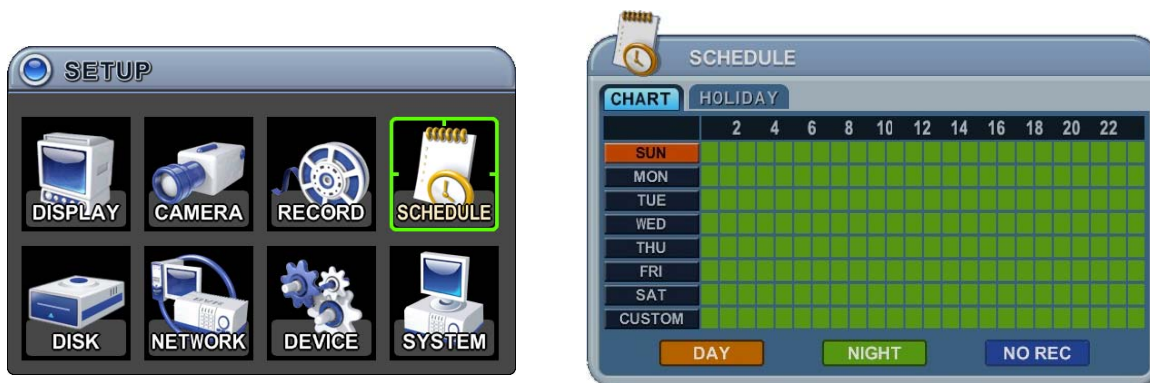 SETUP
DISPLAY CAMERA RECORD SCHEDULE
DISK NETWORK DEVICE SYSTEM
SCHEDULE
CHART HOLIDAY
2 4 6 8 10 12 14 16 18 20 22
SUN
MON
TUE
WED
THU
FRI
SAT
CUSTOM
DAY NIGHT NO REC